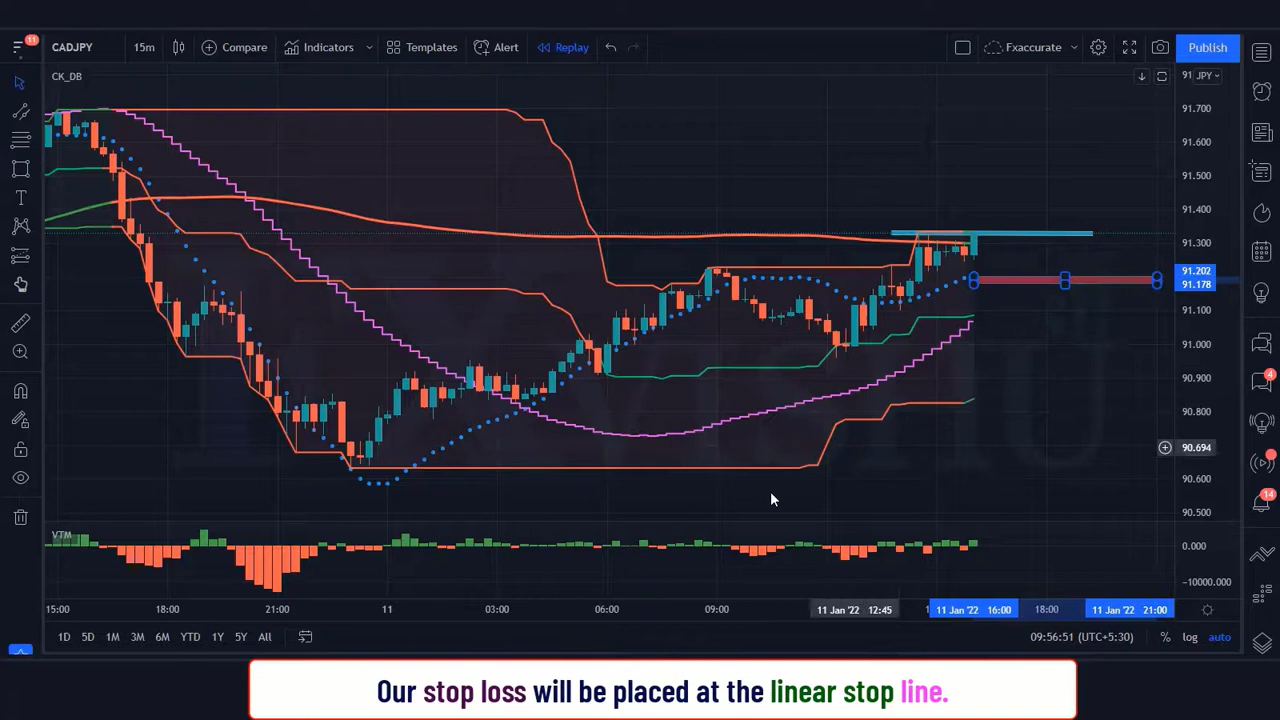 11
CADJPY
15m
Compare
Indicators
Templates
Alert
Replay
Fxaccurate
Publish
CK_DB
91
JPY
91.700
91.600
91.500
91.400
91.300
91.202
91.178
91.100
91.000
90.900
90.800
90.694
90.600
90.500
VTM
0.000
−10000.000
4
14
15:00
18:00
21:00
11
03:00
06:00
09:00
11 Jan '22 12:45
11 Jan '22 16:00
18:00
11 Jan '22 21:00
1D 5D 1M 3M 6M YTD 1Y 5Y All
09:56:51 (UTC+5:30)
%
log
auto
Our stop loss will be placed at the linear stop line.